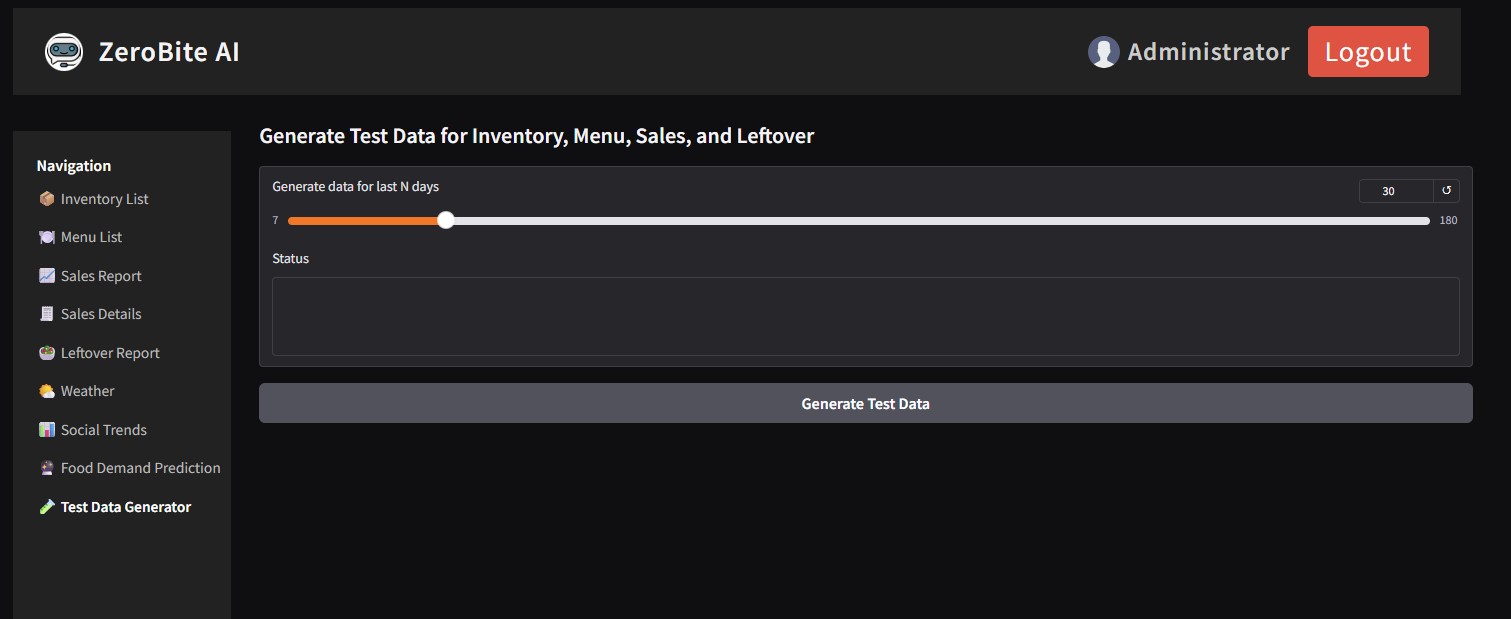 ZeroBite AI
Administrator
Logout
Navigation
Inventory List
Menu List
Sales Report
Sales Details
Leftover Report
Weather
Social Trends
Food Demand Prediction
Test Data Generator
Generate Test Data for Inventory, Menu, Sales, and Leftover
Generate data for last N days
30
↺
7
180
Status
Generate Test Data